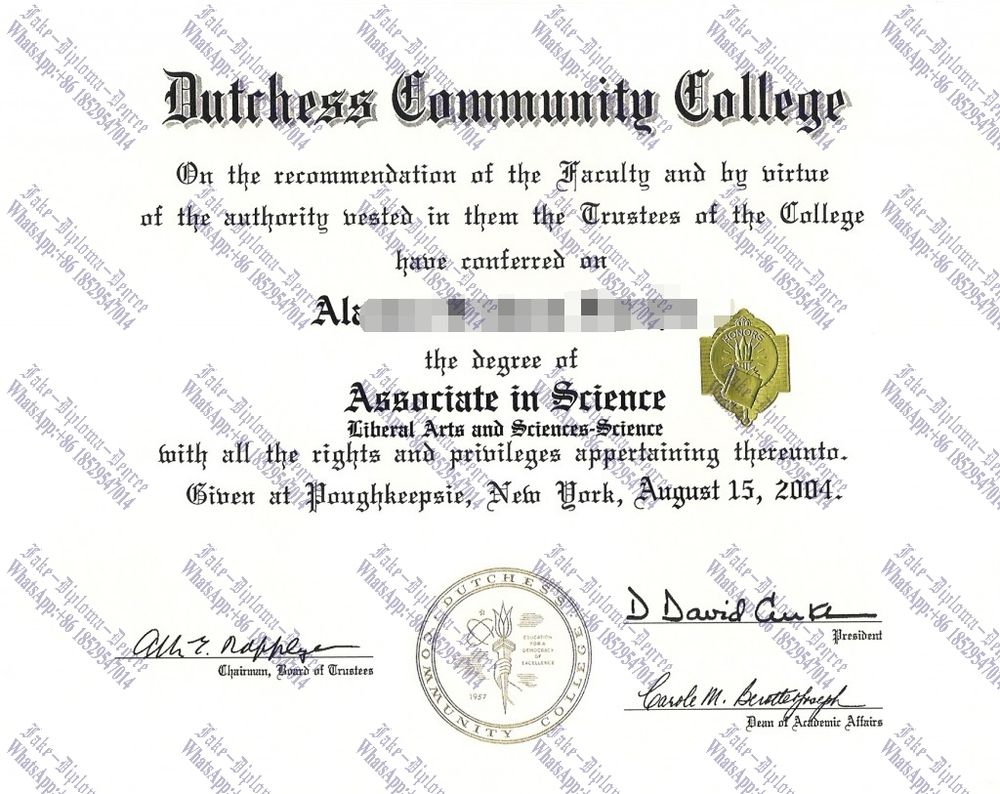 Dutchess Community College
On the recommendation of the Faculty and by virtue
of the authority vested in them the Trustees of the College
have conferred on
Ala
HONORS
the degree of
Associate in Science
Liberal Arts and Sciences-Science
with all the rights and privileges appertaining thereunto.
Given at Poughkeepsie, New York, August 15, 2004.
DUTCHESS COMMUNITY COLLEGE
EDUCATION
FOR A
DEMOCRACY
OF
EXCELLENCE
1957
D David
President
Chairman, Board of Trustees
Carole M.
Dean of Academic Affairs
Fake-Diploma-Degree
WhatsApp:+86 18529547014